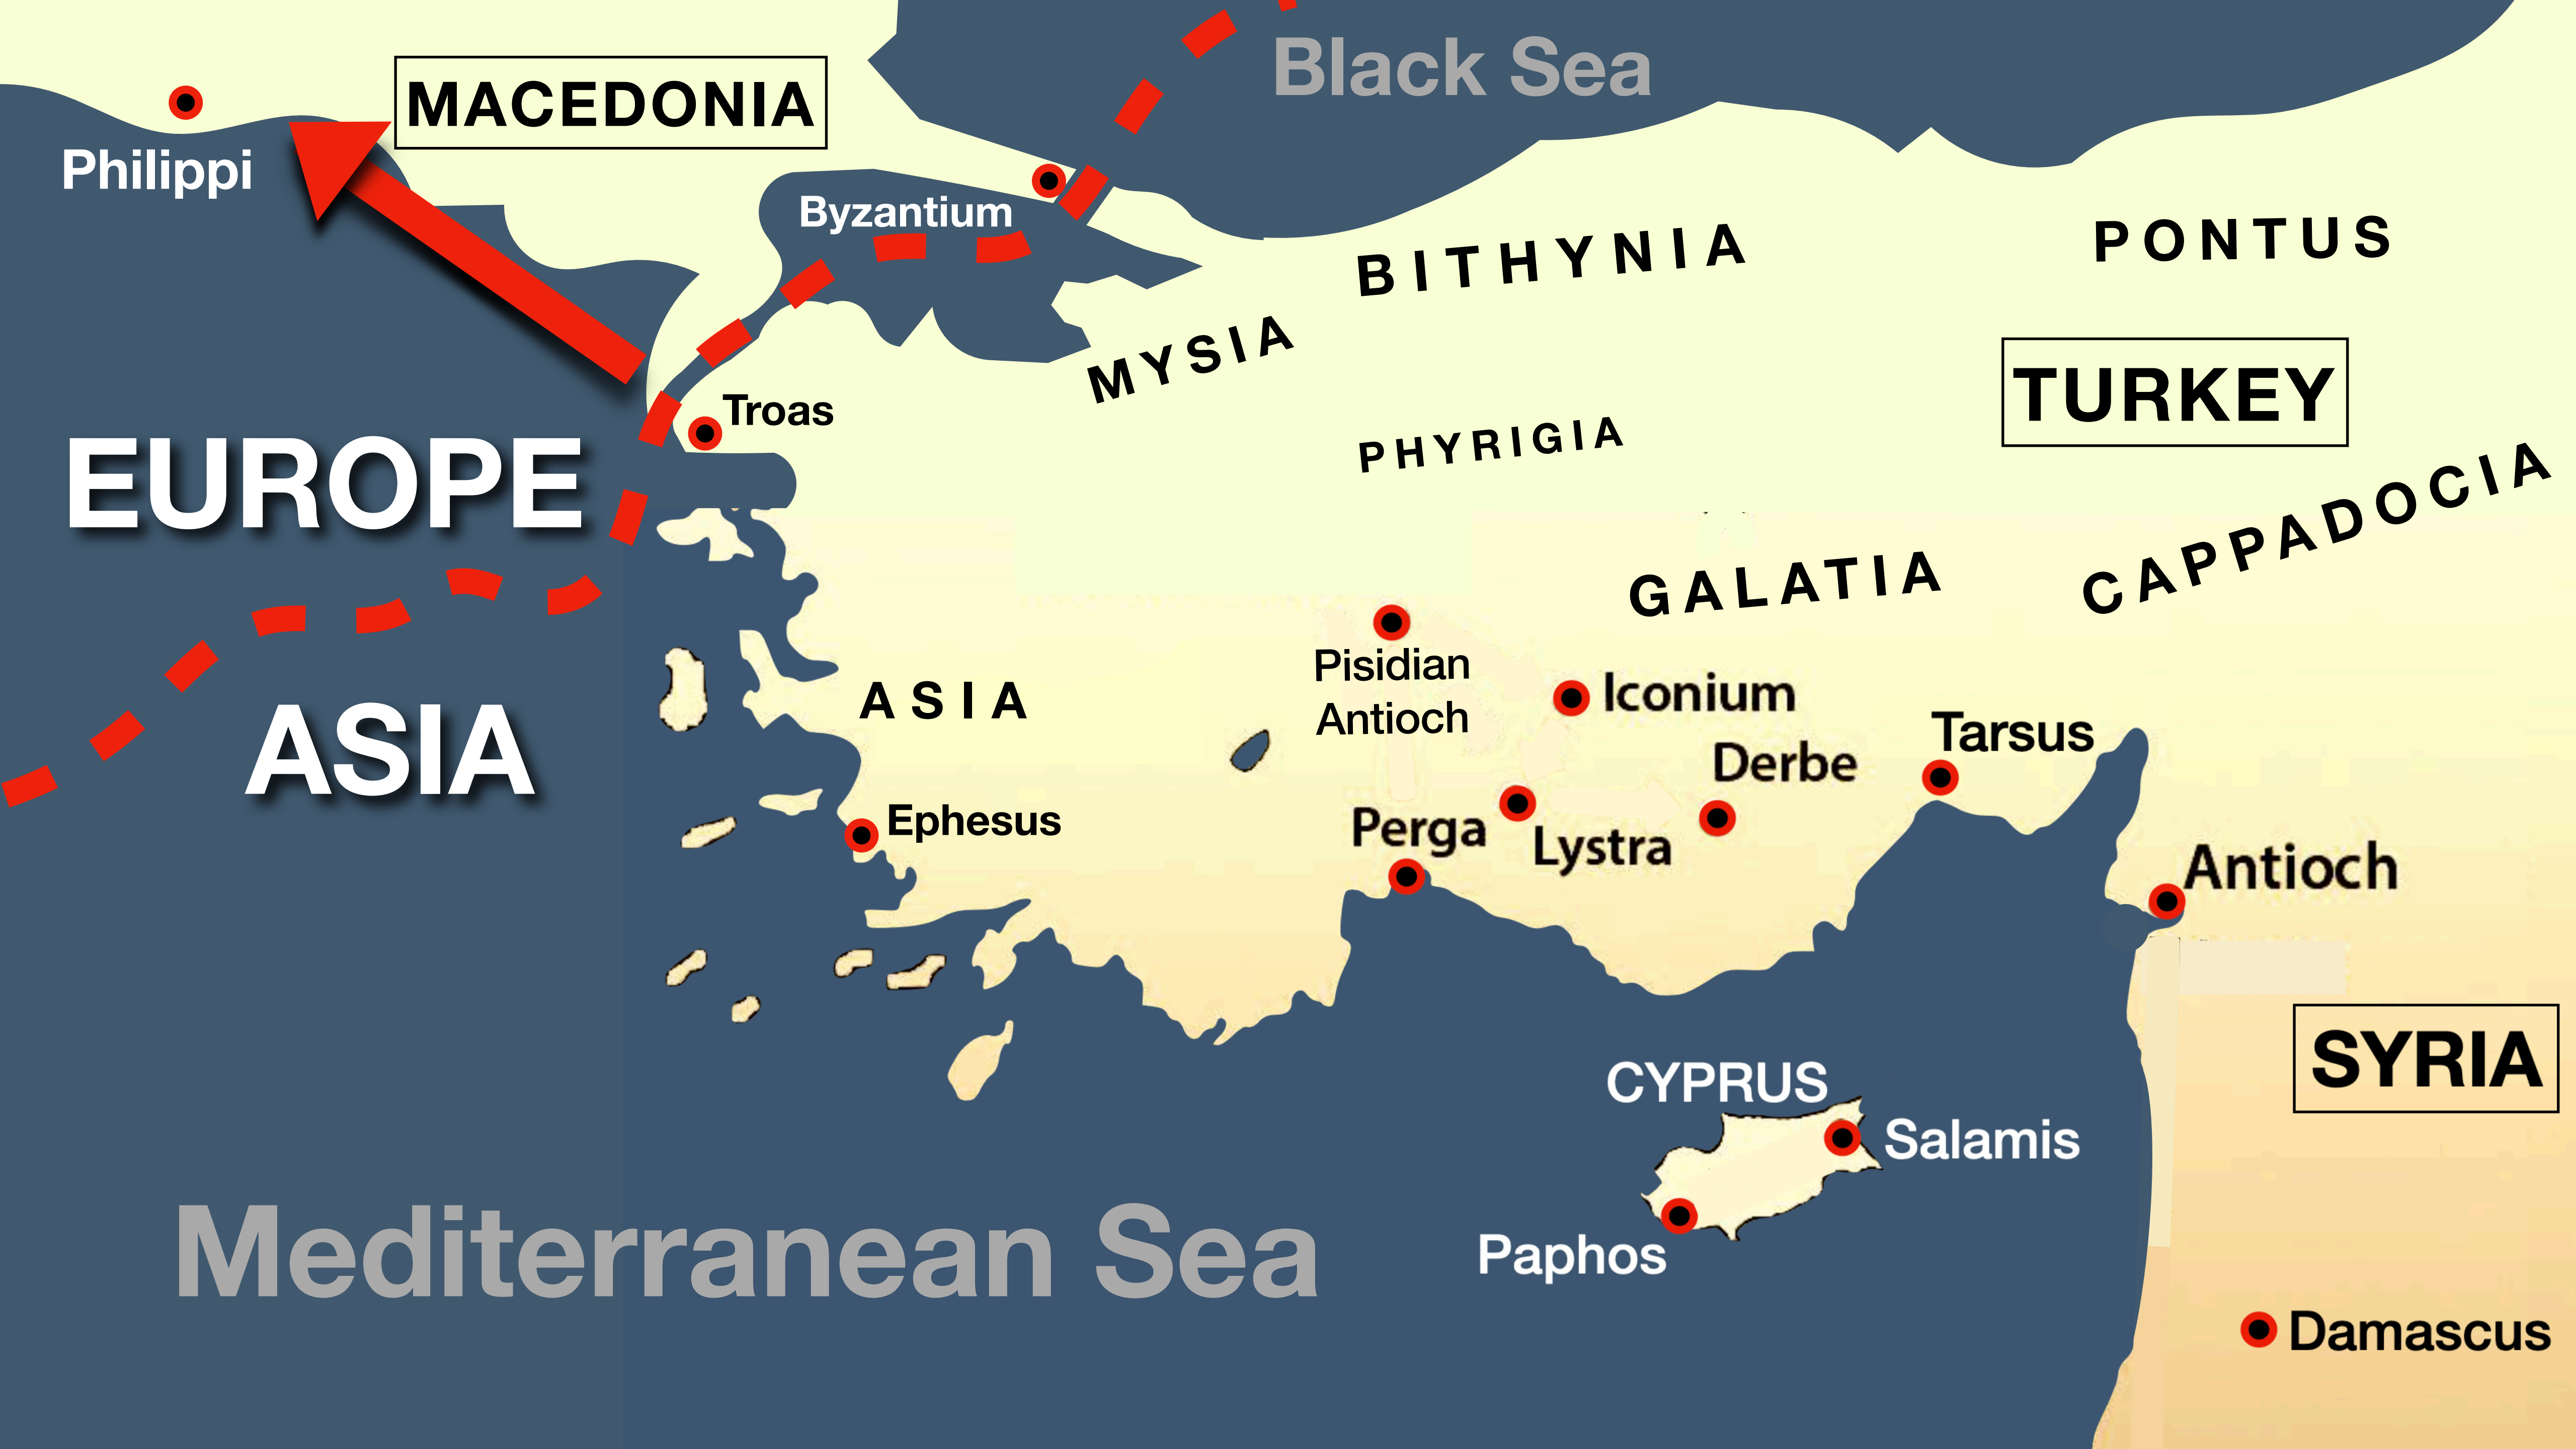 Black Sea
MACEDONIA
Philippi
Byzantium
BITHYNIA
PONTUS
MYSIA
TURKEY
Troas
PHYRIGIA
EUROPE
CAPPADOCIA
GALATIA
Pisidian
Antioch
ASIA
Iconium
ASIA
Tarsus
Derbe
Ephesus
Perga
Lystra
Antioch
SYRIA
CYPRUS
Salamis
Mediterranean Sea
Paphos
Damascus